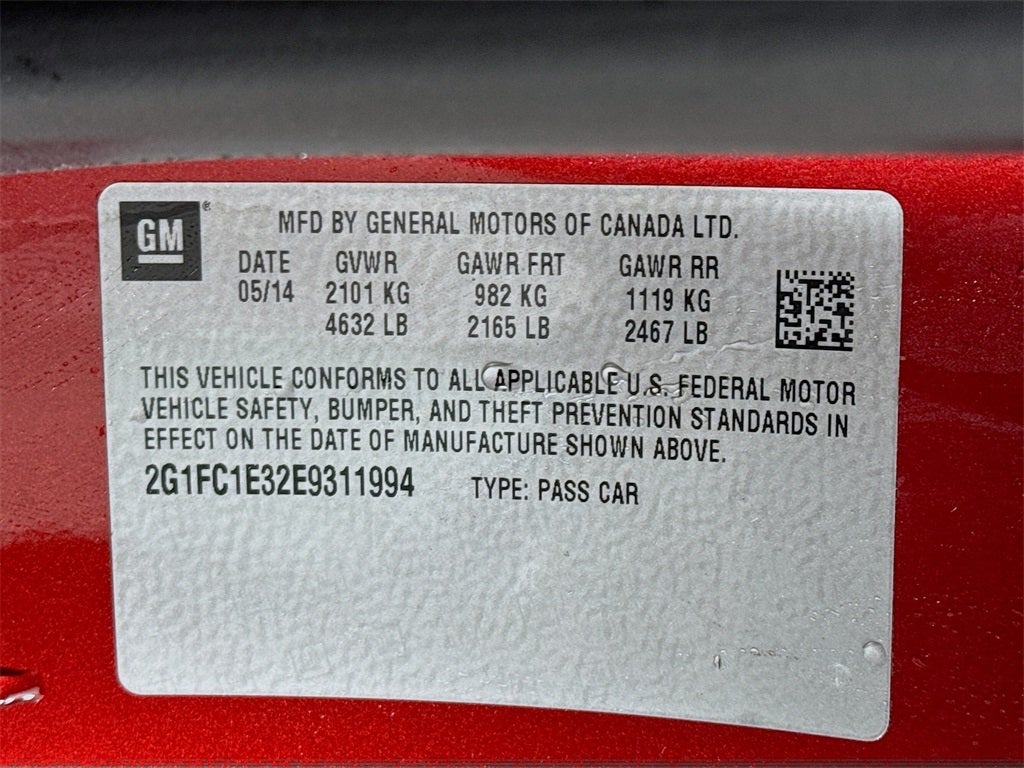 GM®
MFD BY GENERAL MOTORS OF CANADA LTD.
DATE GVWR GAWR FRT GAWR RR
05/14 2101 KG 982 KG 1119 KG
4632 LB 2165 LB 2467 LB
THIS VEHICLE CONFORMS TO ALL APPLICABLE U.S. FEDERAL MOTOR
VEHICLE SAFETY, BUMPER, AND THEFT PREVENTION STANDARDS IN
EFFECT ON THE DATE OF MANUFACTURE SHOWN ABOVE.
2G1FC1E32E9311994 TYPE: PASS CAR